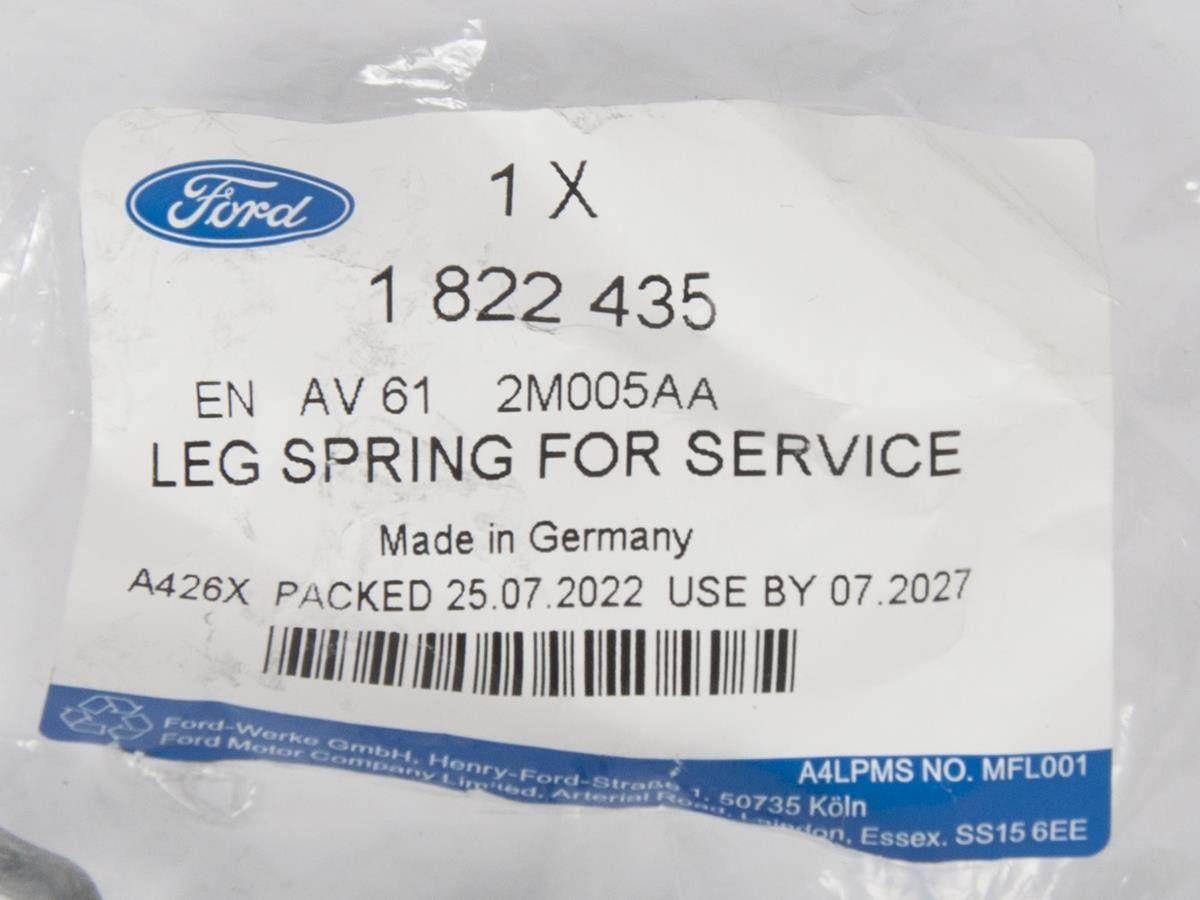 Ford
1 X
1 822 435
EN AV 61 2M005AA
LEG SPRING FOR SERVICE
Made in Germany
A426X PACKED 25.07.2022 USE BY 07.2027
Ford-Werke GmbH, Henry-Ford-Straße 1, 50735 Köln
Ford Motor Company Limited, Arterial Road, Laindon, Essex. SS15 6EE
A4LPMS NO. MFL001